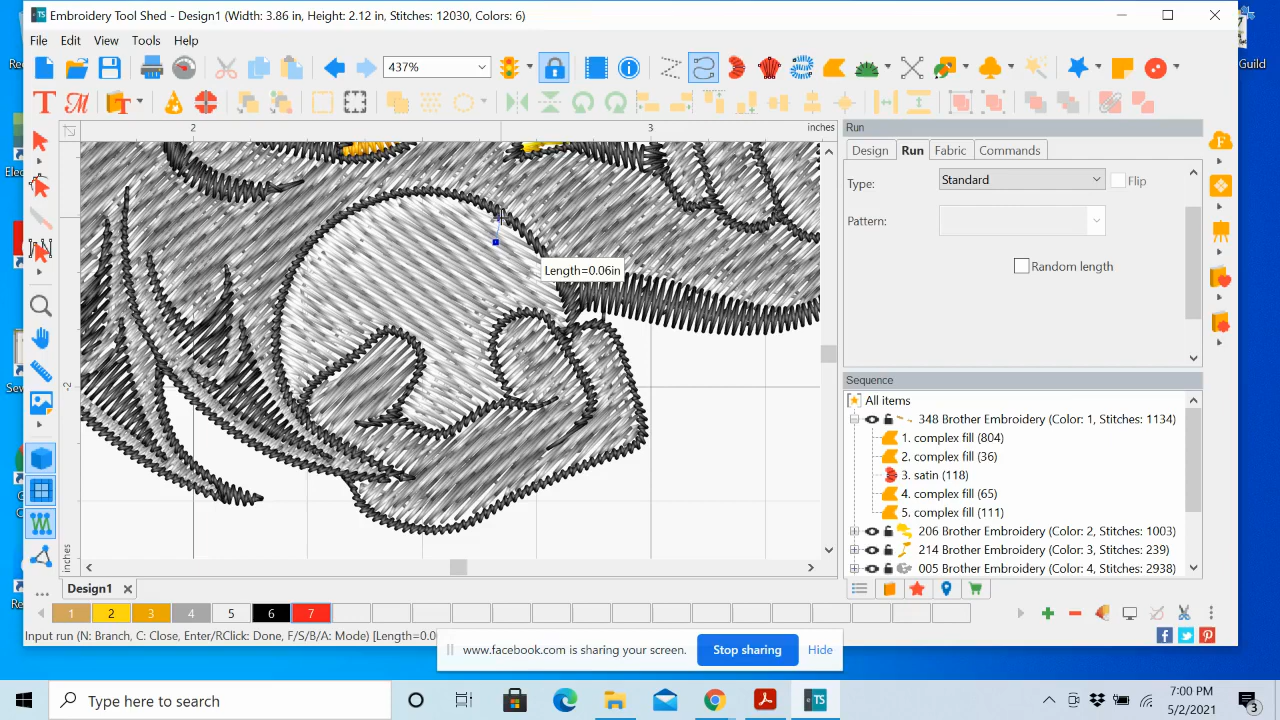 Embroidery Tool Shed - Design1 (Width: 3.86 in, Height: 2.12 in, Stitches: 12030, Colors: 6)
File Edit View Tools Help
437%
Guild
2 3 inches
Run
Design Run Fabric Commands
Type: Standard Flip
Pattern:
Random length
Length=0.06in
-2
inches
Sequence
All items
348 Brother Embroidery (Color: 1, Stitches: 1134)
1. complex fill (804)
2. complex fill (36)
3. satin (118)
4. complex fill (65)
5. complex fill (111)
206 Brother Embroidery (Color: 2, Stitches: 1003)
214 Brother Embroidery (Color: 3, Stitches: 239)
005 Brother Embroidery (Color: 4, Stitches: 2938)
Design1
1 2 3 4 5 6 7
Input run (N: Branch, C: Close, Enter/RClick: Done, F/S/B/A: Mode) [Length=0.0
www.facebook.com is sharing your screen. Stop sharing Hide
Type here to search
TS
7:00 PM
5/2/2021
3